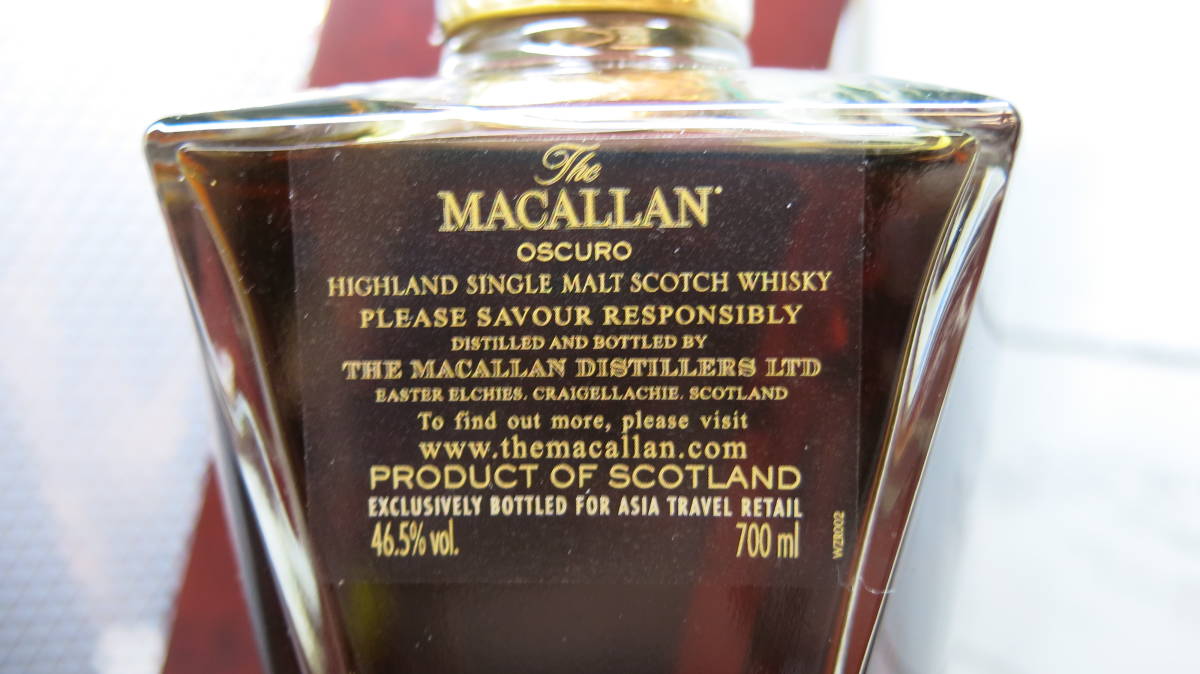 The
MACALLAN
OSCURO
HIGHLAND SINGLE MALT SCOTCH WHISKY
PLEASE SAVOUR RESPONSIBLY
DISTILLED AND BOTTLED BY
THE MACALLAN DISTILLERS LTD
EASTER ELCHIES, CRAIGELLACHIE, SCOTLAND
To find out more, please visit
www.themacallan.com
PRODUCT OF SCOTLAND
EXCLUSIVELY BOTTLED FOR ASIA TRAVEL RETAIL
46.5% vol. 700 ml
WZR002